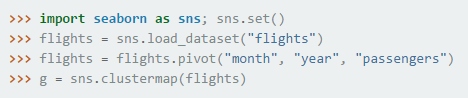 >>> import seaborn as sns; sns.set()
>>> flights = sns.load_dataset("flights")
>>> flights = flights.pivot("month", "year", "passengers")
>>> g = sns.clustermap(flights)